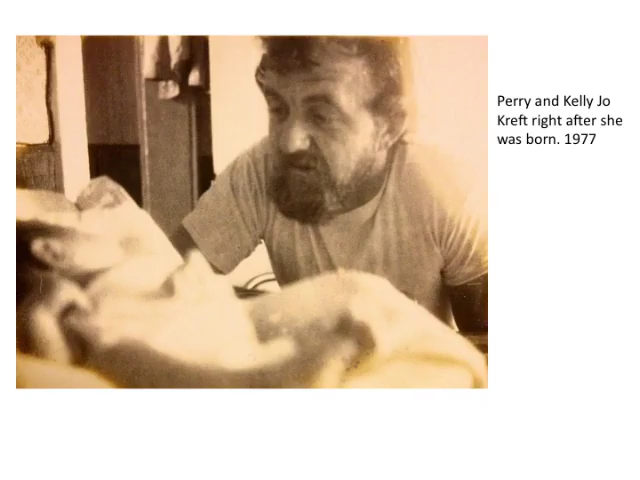 Perry and Kelly Jo
Kreft right after she
was born. 1977